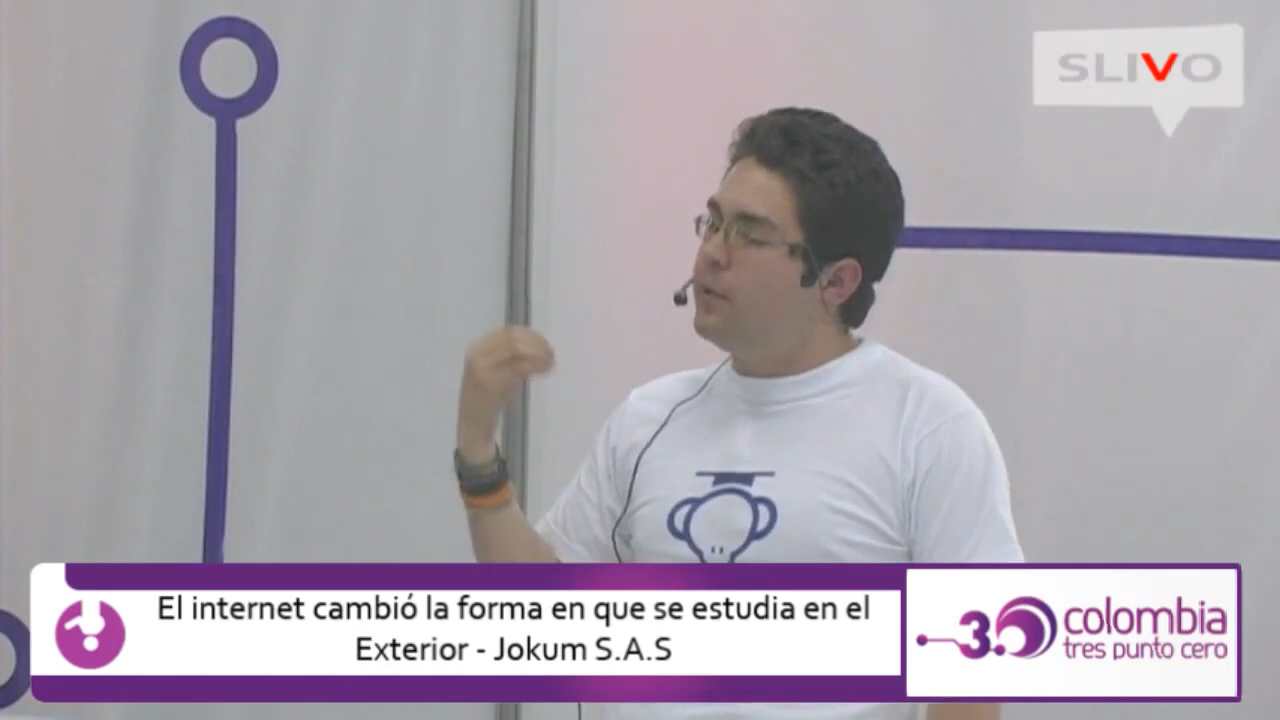 SLIVO
El internet cambió la forma en que se estudia en el
Exterior - Jokum S.A.S
3.0 colombia
tres punto cero